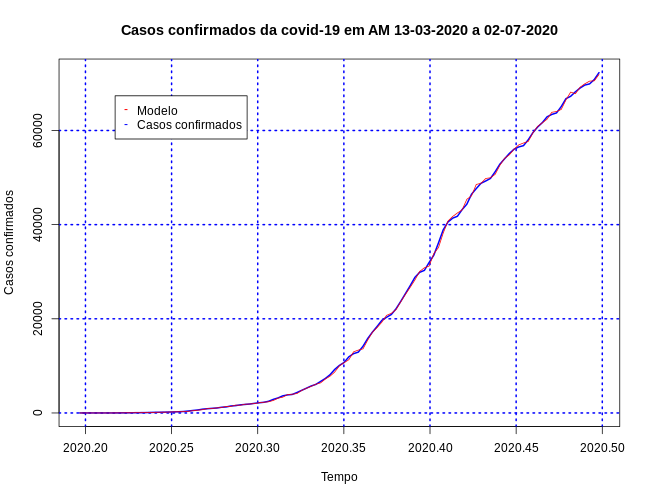 Casos confirmados da covid-19 em AM 13-03-2020 a 02-07-2020
Modelo
Casos confirmados
Casos confirmados
60000
40000
20000
0
2020.20 2020.25 2020.30 2020.35 2020.40 2020.45 2020.50
Tempo